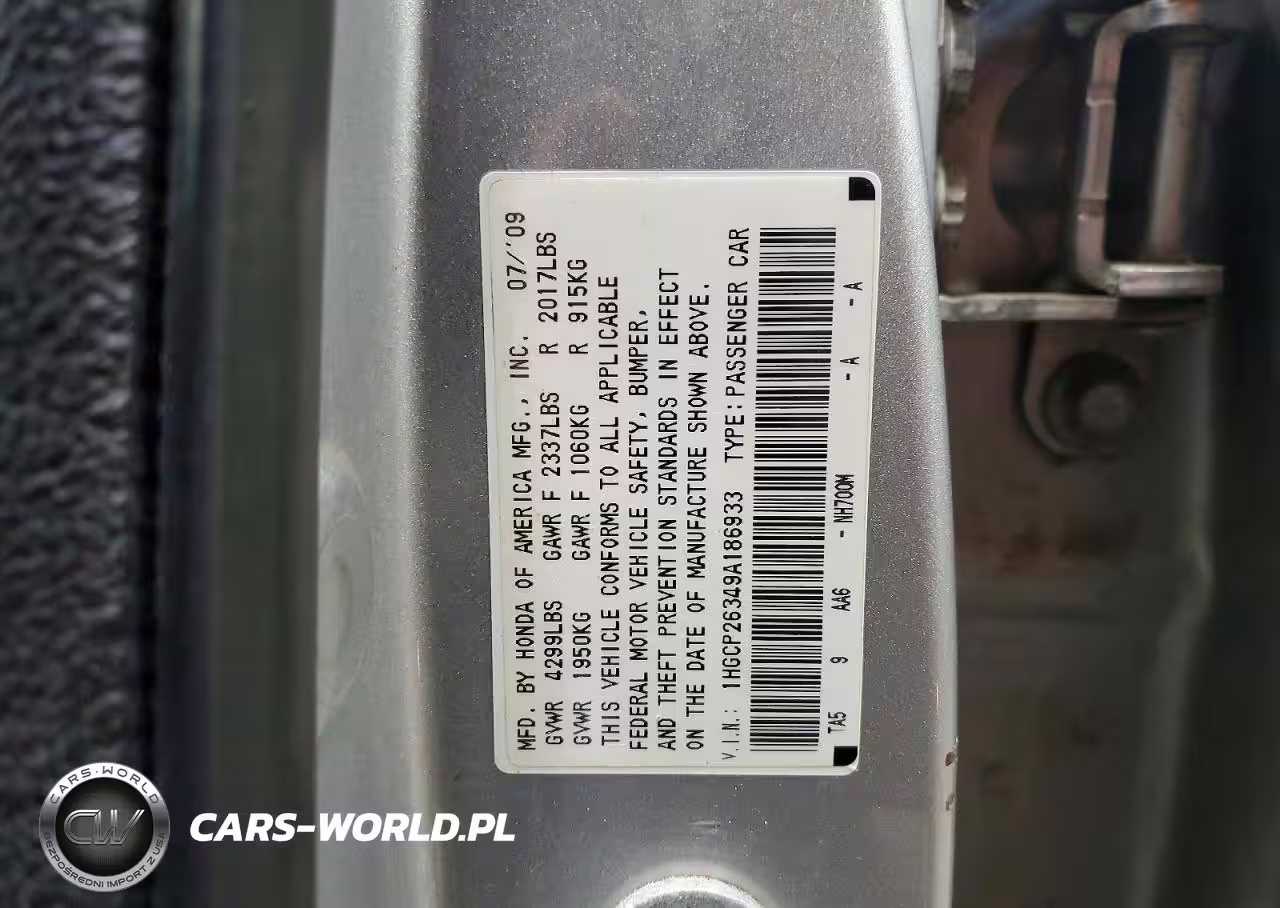 MFD. BY HONDA OF AMERICA MFG., INC. 07/'09
GVWR 4299LBS GAWR F 2337LBS R 2017LBS
GVWR 1950KG GAWR F 1060KG R 915KG
THIS VEHICLE CONFORMS TO ALL APPLICABLE
FEDERAL MOTOR VEHICLE SAFETY, BUMPER,
AND THEFT PREVENTION STANDARDS IN EFFECT
ON THE DATE OF MANUFACTURE SHOWN ABOVE.
V.I.N.: 1HGCP26349A186933 TYPE: PASSENGER CAR
TA5 9 AA6 - NH700M - A - A
CARS-WORLD
CW
BEZPOŚREDNI IMPORT Z USA
CARS-WORLD.PL